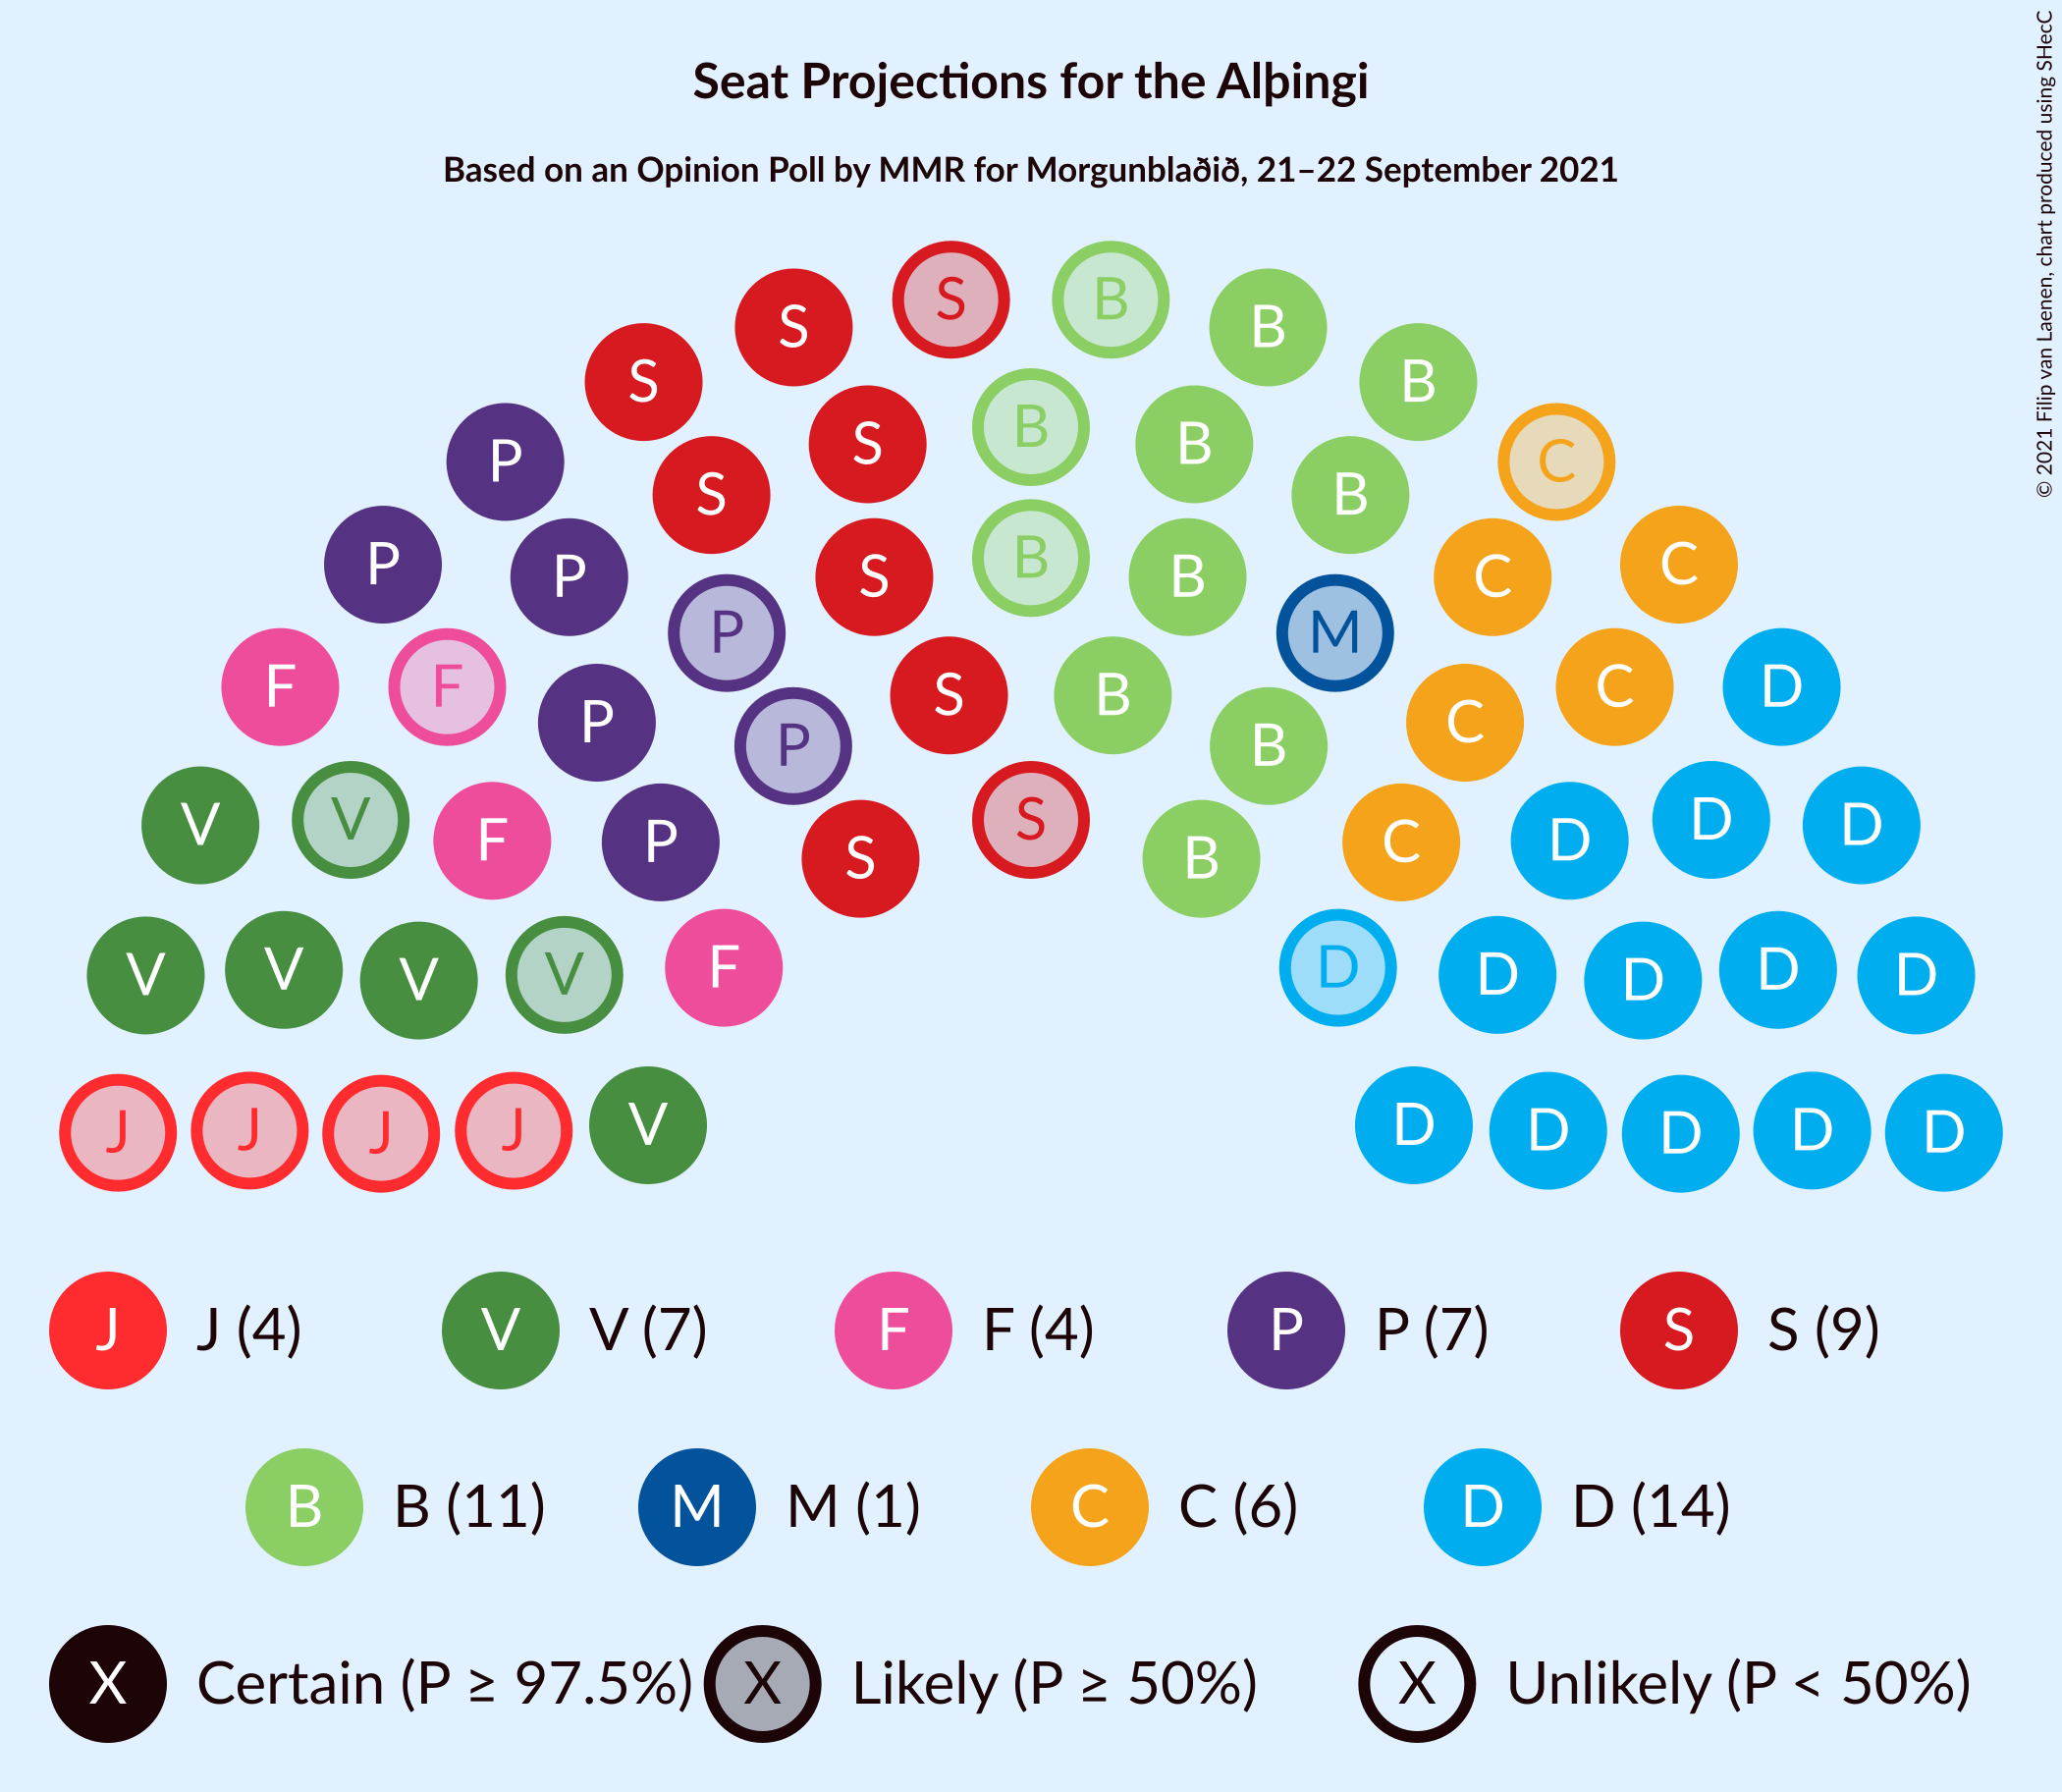 Seat Projections for the Alþingi
Based on an Opinion Poll by MMR for Morgunblaðið, 21–22 September 2021
© 2021 Filip van Laenen, chart produced using SHecC
S B
S B
S B
S S B B
B
P C
S B
S B
P C
P C
P M C
F F C D
S B
P C
P B
V V S D D
F D
P C
S B
F D
V V D D
V V D D
V D
V D
J J J J D D D D
J J (4) V V (7) F F (4) P P (7) S S (9)
B B (11) M M (1) C C (6) D D (14)
X Certain (P ≥ 97.5%) X Likely (P ≥ 50%) X Unlikely (P < 50%)